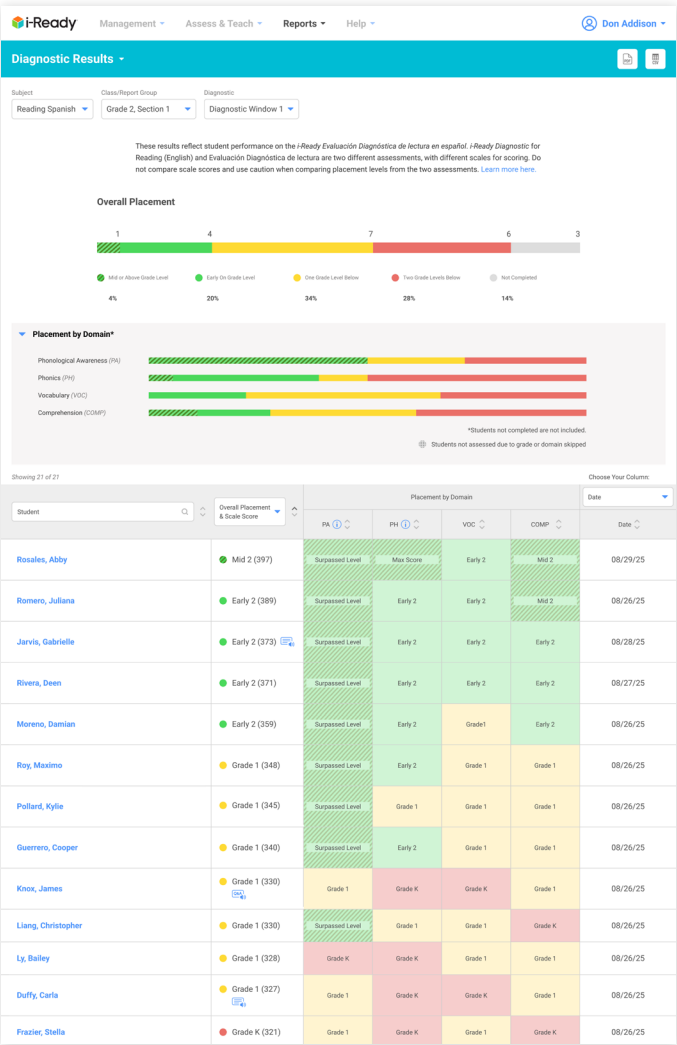 i-Ready
Management Assess & Teach Reports Help Don Addison
Diagnostic Results
PDF CSV
Subject Class/Report Group Diagnostic
Reading Spanish Grade 2, Section 1 Diagnostic Window 1
These results reflect student performance on the i-Ready Evaluación Diagnóstica de lectura en español. i-Ready Diagnostic for
Reading (English) and Evaluación Diagnóstica de lectura are two different assessments, with different scales for scoring. Do
not compare scale scores and use caution when comparing placement levels from the two assessments. Learn more here.
Overall Placement
1 4 7 6 3
Mid or Above Grade Level Early On Grade Level One Grade Level Below Two Grade Levels Below Not Completed
4% 20% 34% 28% 14%
Placement by Domain*
Phonological Awareness (PA)
Phonics (PH)
Vocabulary (VOC)
Comprehension (COMP)
*Students not completed are not included.
Students not assessed due to grade or domain skipped
Showing 21 of 21 Choose Your Column:
Student Overall Placement & Scale Score Placement by Domain Date
PA PH VOC COMP Date
Rosales, Abby Mid 2 (397) Surpassed Level Max Score Early 2 Mid 2 08/29/25
Romero, Juliana Early 2 (389) Surpassed Level Early 2 Early 2 Mid 2 08/26/25
Jarvis, Gabrielle Early 2 (373) Surpassed Level Early 2 Early 2 Early 2 08/28/25
Rivera, Deen Early 2 (371) Surpassed Level Early 2 Early 2 Early 2 08/27/25
Moreno, Damian Early 2 (359) Surpassed Level Early 2 Grade1 Early 2 08/26/25
Roy, Maximo Grade 1 (348) Surpassed Level Early 2 Grade 1 Grade 1 08/26/25
Pollard, Kylie Grade 1 (345) Surpassed Level Grade 1 Grade 1 Grade 1 08/26/25
Guerrero, Cooper Grade 1 (340) Surpassed Level Early 2 Grade 1 Grade 1 08/26/25
Knox, James Grade 1 (330) Grade 1 Grade K Grade K Grade 1 08/26/25
Liang, Christopher Grade 1 (330) Surpassed Level Grade 1 Grade 1 Grade K 08/26/25
Ly, Bailey Grade 1 (328) Grade K Grade K Grade 1 Grade 1 08/26/25
Duffy, Carla Grade 1 (327) Grade 1 Grade K Grade K Grade 1 08/26/25
Frazier, Stella Grade K (321) Grade 1 Grade K Grade 1 Grade K 08/26/25